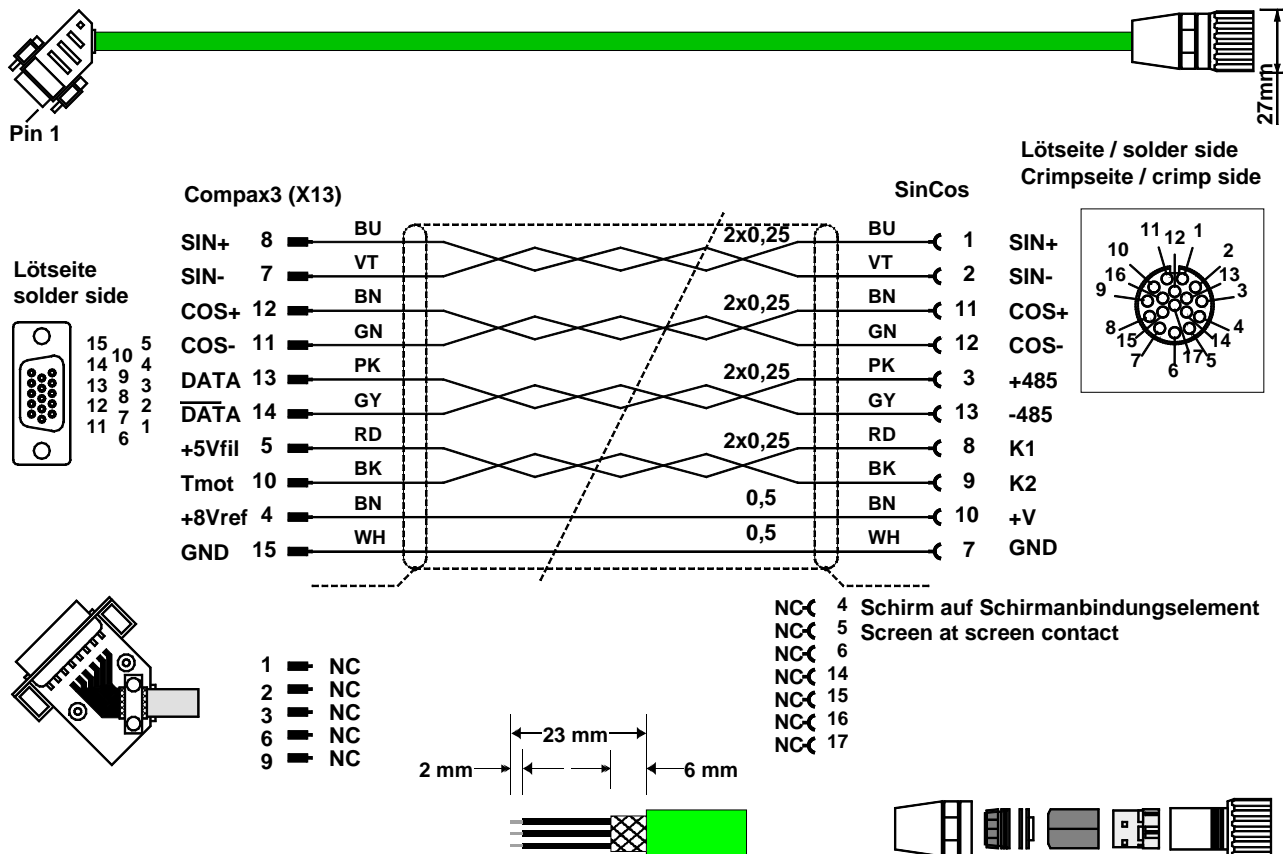 27mm
Pin 1
Lötseite / solder side
Crimpseite / crimp side
Compax3 (X13) SinCos
SIN+ 8 BU 2x0,25 BU 1 SIN+
SIN- 7 VT VT 2 SIN-
COS+ 12 BN 2x0,25 BN 11 COS+
COS- 11 GN GN 12 COS-
DATA 13 PK 2x0,25 PK 3 +485
DATA 14 GY GY 13 -485
+5Vfil 5 RD 2x0,25 RD 8 K1
Tmot 10 BK BK 9 K2
+8Vref 4 BN 0,5 BN 10 +V
GND 15 WH 0,5 WH 7 GND
Lötseite
solder side
15 5
10
14 4
9
13 3
8
12 2
7
11 1
6
11 12 1
10 2
16 13
9 3
8 4
15 14
7 17 5
6
NC 4 Schirm auf Schirmanbindungselement
NC 5 Screen at screen contact
NC 6
NC 14
NC 15
NC 16
NC 17
1 NC
2 NC
3 NC
6 NC
9 NC
23 mm
2 mm 6 mm